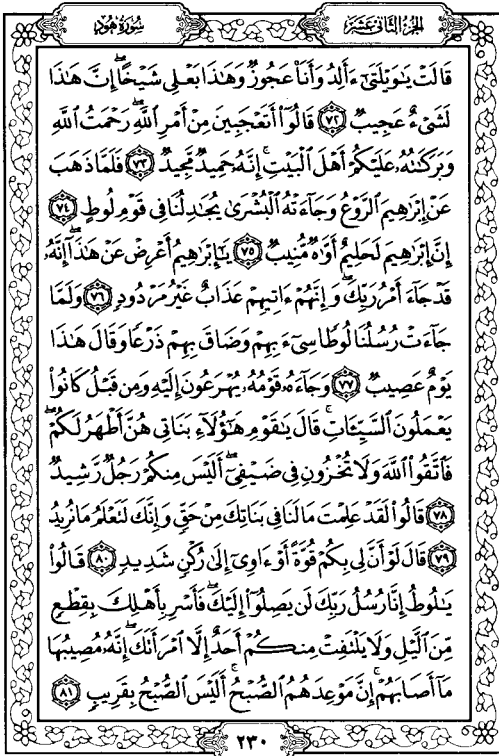 الجزء الثاني عشر
سورة هود
قَالَتْ يَٰوَيْلَتَىٰٓ ءَأَلِدُ وَأَنَا۠ عَجُوزٌ وَهَٰذَا بَعْلِى شَيْخًا ۖ إِنَّ هَٰذَا
لَشَىْءٌ عَجِيبٌ ٧٢ قَالُوٓا۟ أَتَعْجَبِينَ مِنْ أَمْرِ ٱللَّهِ ۖ رَحْمَتُ ٱللَّهِ
وَبَرَكَٰتُهُۥ عَلَيْكُمْ أَهْلَ ٱلْبَيْتِ ۚ إِنَّهُۥ حَمِيدٌ مَّجِيدٌ ٧٣ فَلَمَّا ذَهَبَ
عَنْ إِبْرَٰهِيمَ ٱلرَّوْعُ وَجَآءَتْهُ ٱلْبُشْرَىٰ يُجَٰدِلُنَا فِى قَوْمِ لُوطٍ ٧٤
إِنَّ إِبْرَٰهِيمَ لَحَلِيمٌ أَوَّٰهٌ مُّنِيبٌ ٧٥ يَٰٓإِبْرَٰهِيمُ أَعْرِضْ عَنْ هَٰذَآ ۖ إِنَّهُۥ
قَدْ جَآءَ أَمْرُ رَبِّكَ ۖ وَإِنَّهُمْ ءَاتِيهِمْ عَذَابٌ غَيْرُ مَرْدُودٍ ٧٦ وَلَمَّا
جَآءَتْ رُسُلُنَا لُوطًا سِىٓءَ بِهِمْ وَضَاقَ بِهِمْ ذَرْعًا وَقَالَ هَٰذَا
يَوْمٌ عَصِيبٌ ٧٧ وَجَآءَهُۥ قَوْمُهُۥ يُهْرَعُونَ إِلَيْهِ وَمِن قَبْلُ كَانُوا۟
يَعْمَلُونَ ٱلسَّيِّـَٔاتِ ۚ قَالَ يَٰقَوْمِ هَٰٓؤُلَآءِ بَنَاتِى هُنَّ أَطْهَرُ لَكُمْ ۖ
فَٱتَّقُوا۟ ٱللَّهَ وَلَا تُخْزُونِ فِى ضَيْفِىٓ ۖ أَلَيْسَ مِنكُمْ رَجُلٌ رَّشِيدٌ
٧٨ قَالُوا۟ لَقَدْ عَلِمْتَ مَا لَنَا فِى بَنَاتِكَ مِنْ حَقٍّ وَإِنَّكَ لَتَعْلَمُ مَا نُرِيدُ
٧٩ قَالَ لَوْ أَنَّ لِى بِكُمْ قُوَّةً أَوْ ءَاوِىٓ إِلَىٰ رُكْنٍ شَدِيدٍ ٨٠ قَالُوا۟
يَٰلُوطُ إِنَّا رُسُلُ رَبِّكَ لَن يَصِلُوٓا۟ إِلَيْكَ ۖ فَأَسْرِ بِأَهْلِكَ بِقِطْعٍ
مِّنَ ٱلَّيْلِ وَلَا يَلْتَفِتْ مِنكُمْ أَحَدٌ إِلَّا ٱمْرَأَتَكَ ۖ إِنَّهُۥ مُصِيبُهَا
مَآ أَصَابَهُمْ ۚ إِنَّ مَوْعِدَهُمُ ٱلصُّبْحُ ۚ أَلَيْسَ ٱلصُّبْحُ بِقَرِيبٍ ٨١
٢٣٠